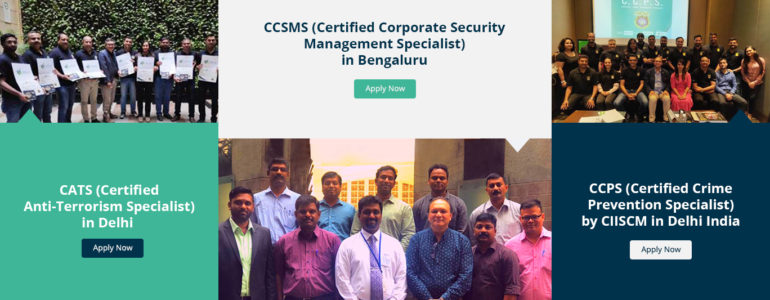 CCSMS (Certified Corporate Security
Management Specialist)
in Bengaluru
Apply Now
C.C.P.S.
CATS (Certified
Anti-Terrorism Specialist)
in Delhi
Apply Now
CCPS (Certified Crime
Prevention Specialist)
by CIISCM in Delhi India
Apply Now